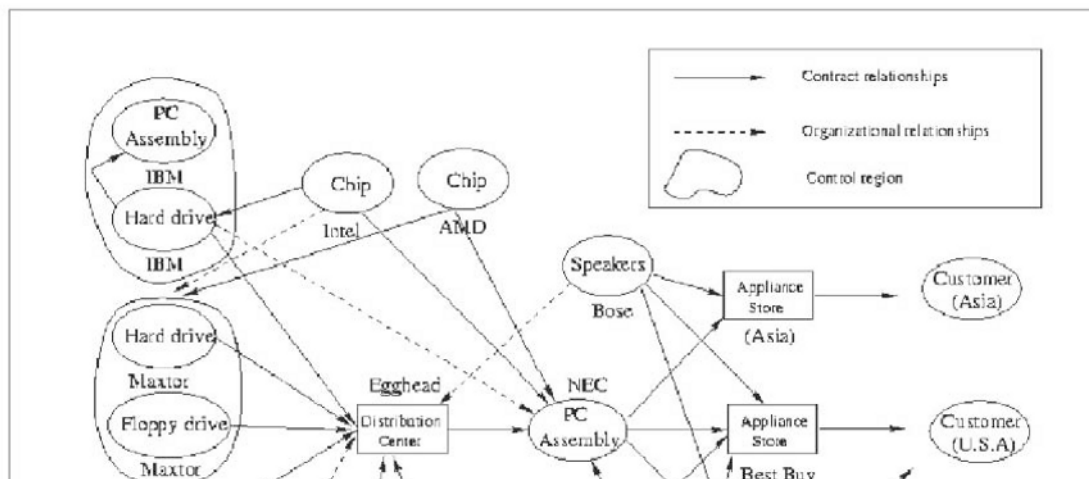 Contract relationships
Organizational relationships
Control region
PC
Assembly
IBM
Hard drive
IBM
Chip
Intel
Chip
AMD
Speakers
Bose
Appliance
Store
(Asia)
Customer
(Asia)
Hard drive
Maxtor
Floppy drive
Maxtor
Egghead
Distribution
Center
NEC
PC
Assembly
Appliance
Store
Best Buy
Customer
(U.S.A)